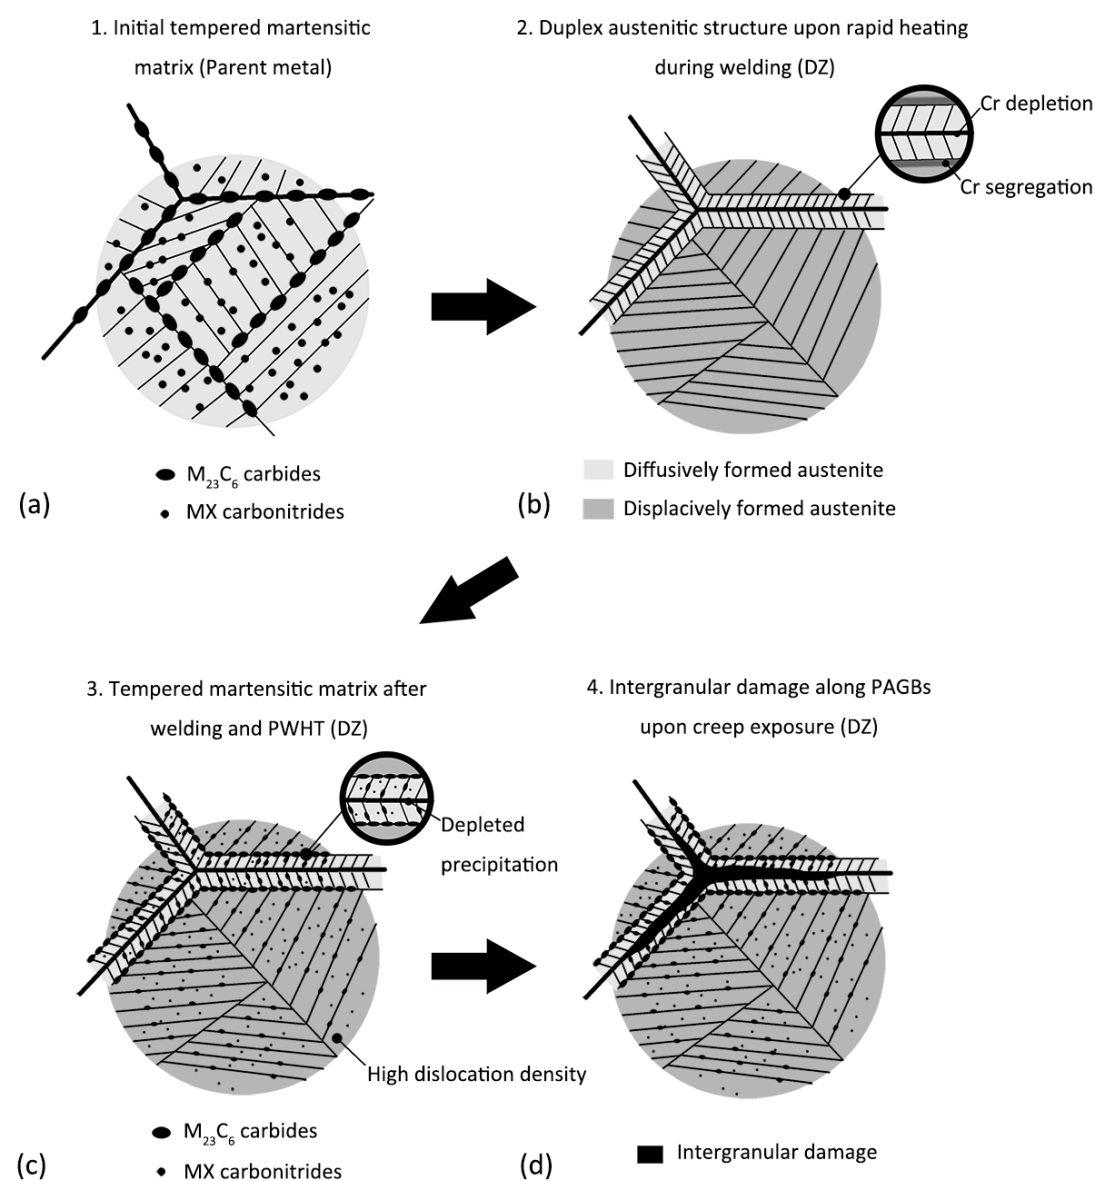 1. Initial tempered martensitic
matrix (Parent metal)
2. Duplex austenitic structure upon rapid heating
during welding (DZ)
Cr depletion
Cr segregation
M₂₃C₆ carbides
MX carbonitrides
(a)
Diffusively formed austenite
Displacively formed austenite
(b)
3. Tempered martensitic matrix after
welding and PWHT (DZ)
4. Intergranular damage along PAGBs
upon creep exposure (DZ)
Depleted
precipitation
High dislocation density
M₂₃C₆ carbides
MX carbonitrides
(c)
Intergranular damage
(d)